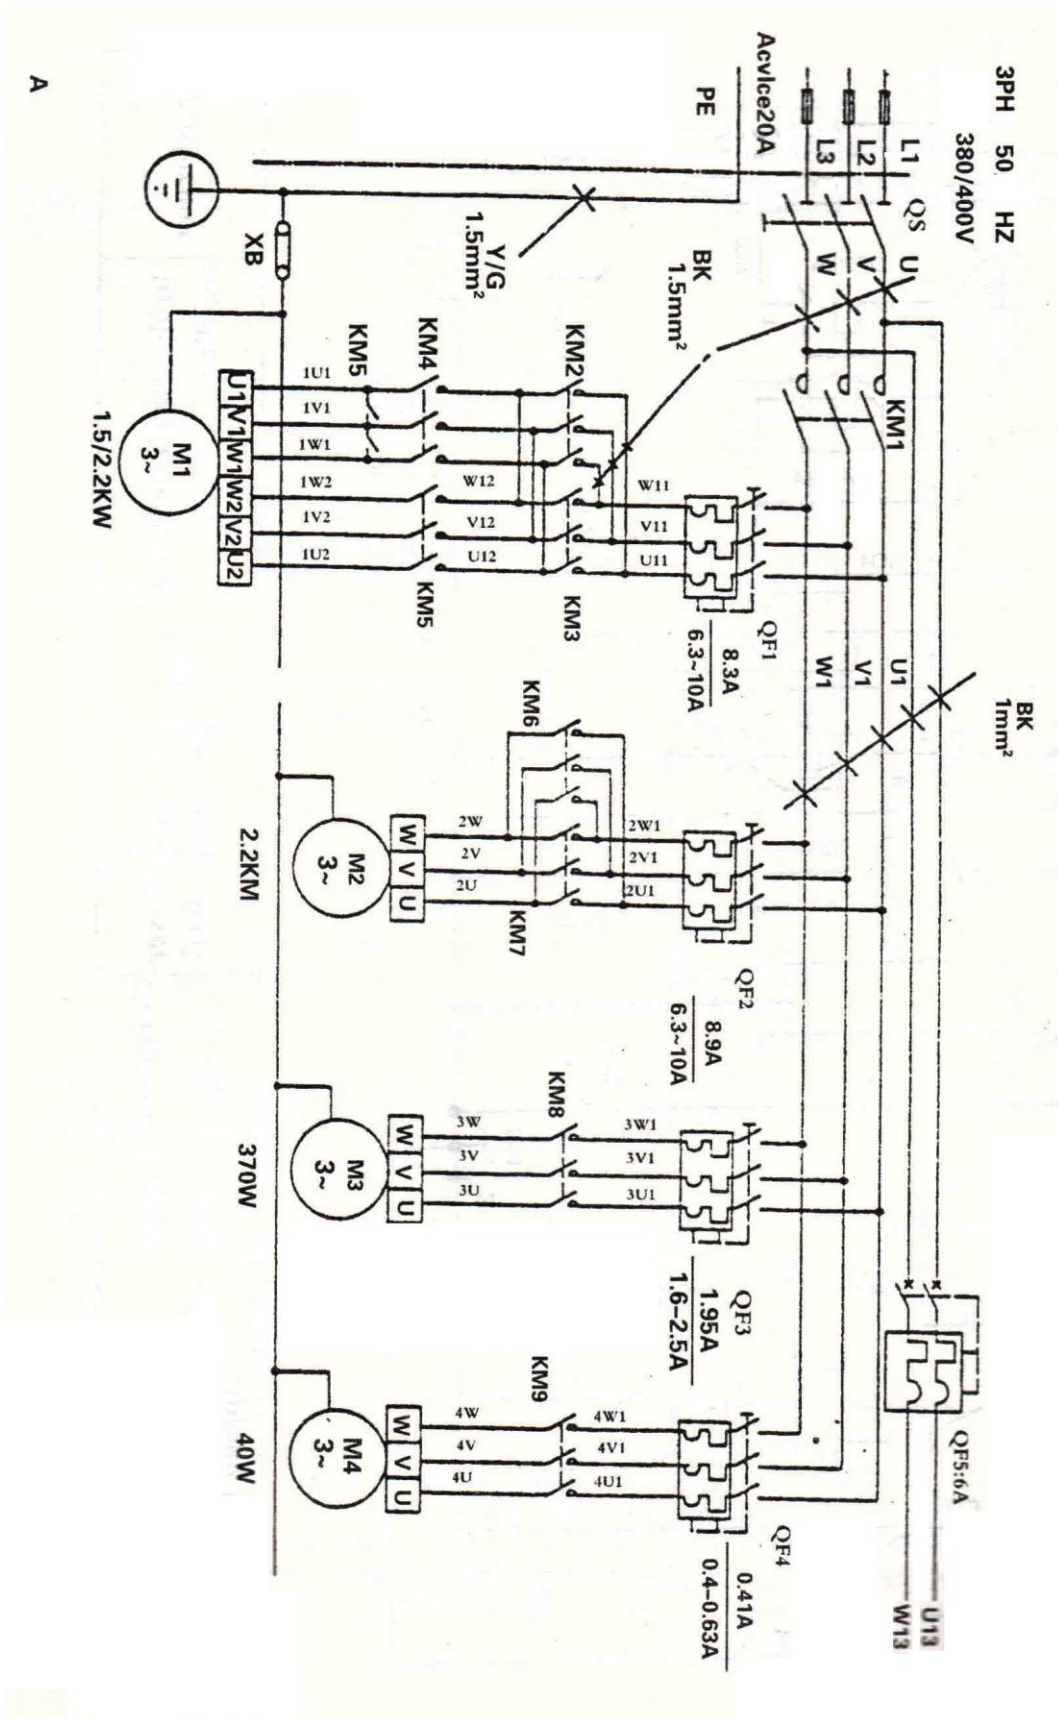 3PH 50 HZ
380/400V
L1
L2
L3
AcvIce20A
PE
QS
U
V
W
BK
1.5mm²
Y/G
1.5mm²
XB
A
KM1
KM2
KM3
KM4
KM5
KM5
1U1
1V1
1W1
1W2
1V2
1U2
W12
V12
U12
W11
V11
U11
U1
V1
W1
W2
V2
U2
M1
3~
1.5/2.2KW
QF1
8.3A
6.3~10A
U1
V1
W1
BK
1mm²
KM6
KM7
2W
2V
2U
2W1
2V1
2U1
W
V
U
M2
3~
2.2KM
QF2
8.9A
6.3~10A
KM8
3W
3V
3U
3W1
3V1
3U1
W
V
U
M3
3~
370W
QF3
1.95A
1.6-2.5A
KM9
4W
4V
4U
4W1
4V1
4U1
W
V
U
M4
3~
40W
QF4
0.41A
0.4-0.63A
QF5:6A
U13
W13